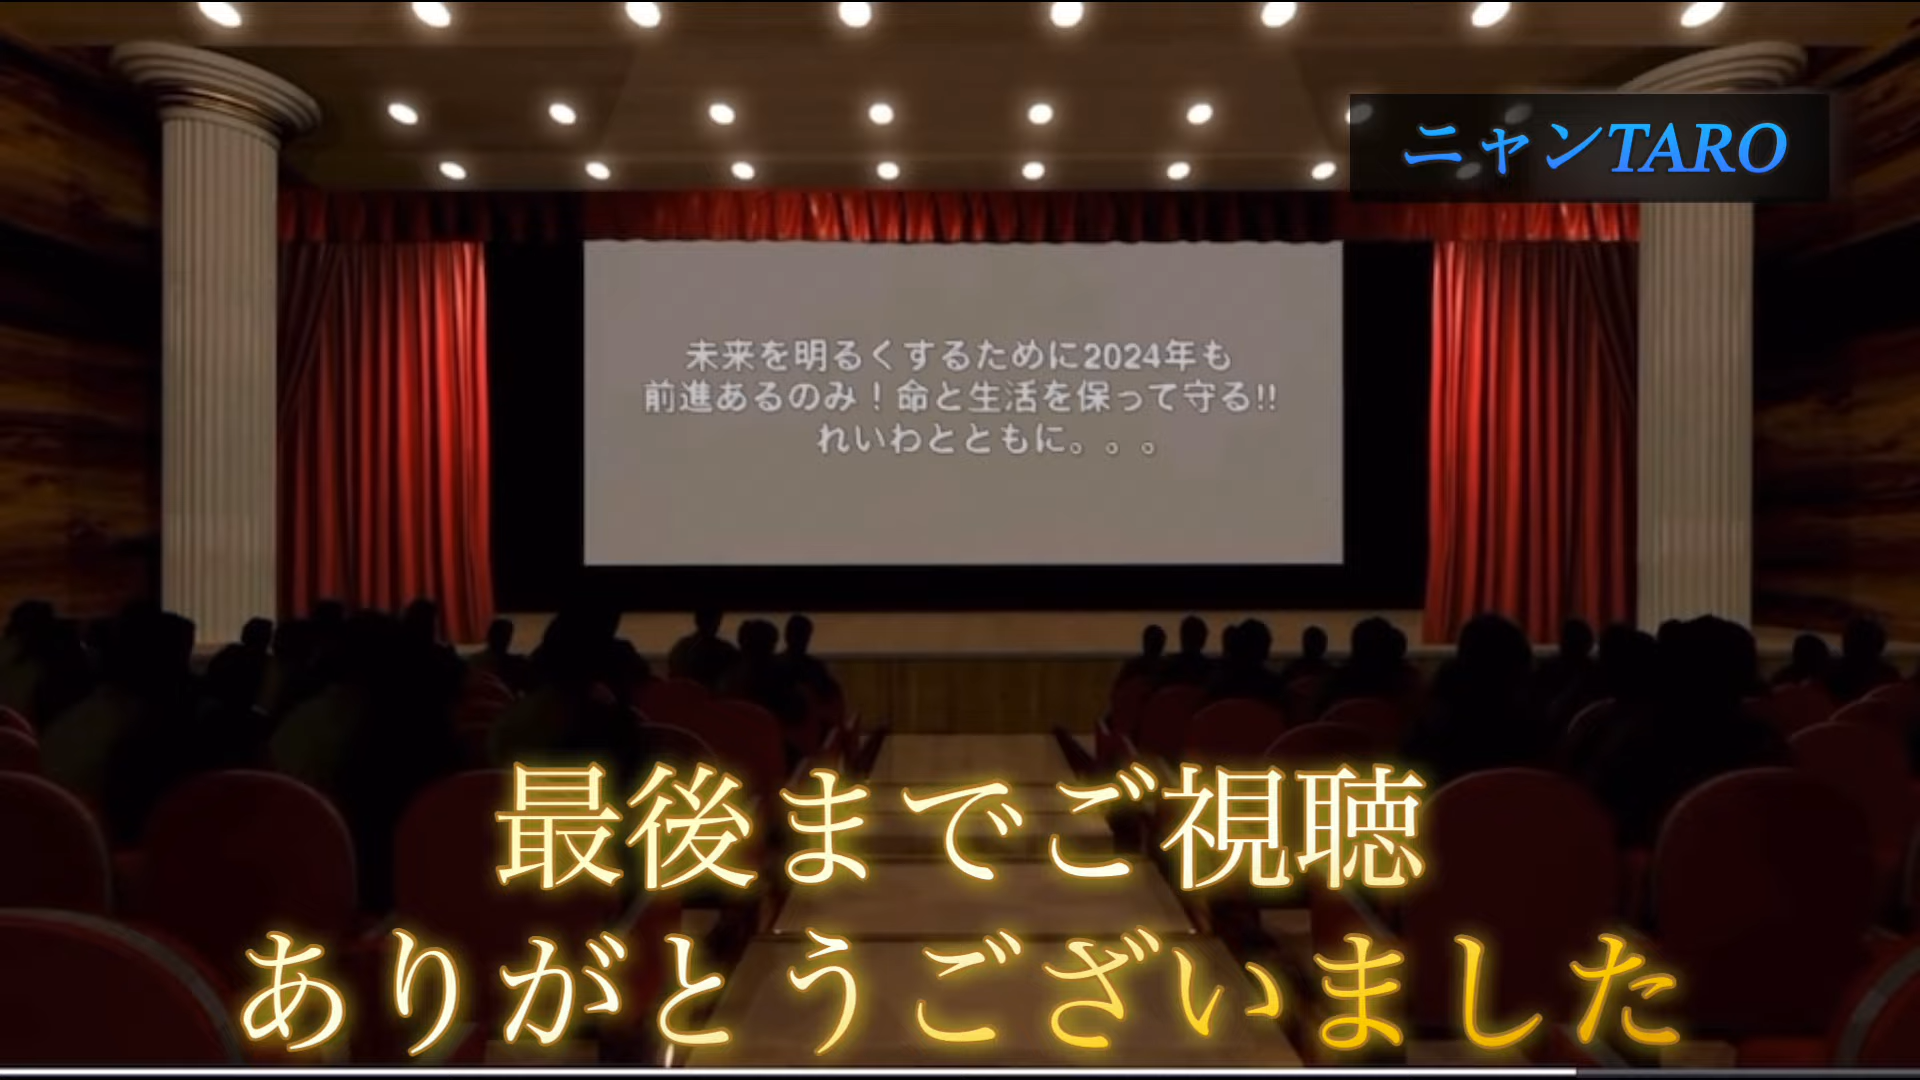 ニャンTARO
未来を明るくするために2024年も
前進あるのみ！命と生活を保って守る!!
れいわとともに。。。
最後までご視聴
ありがとうございました